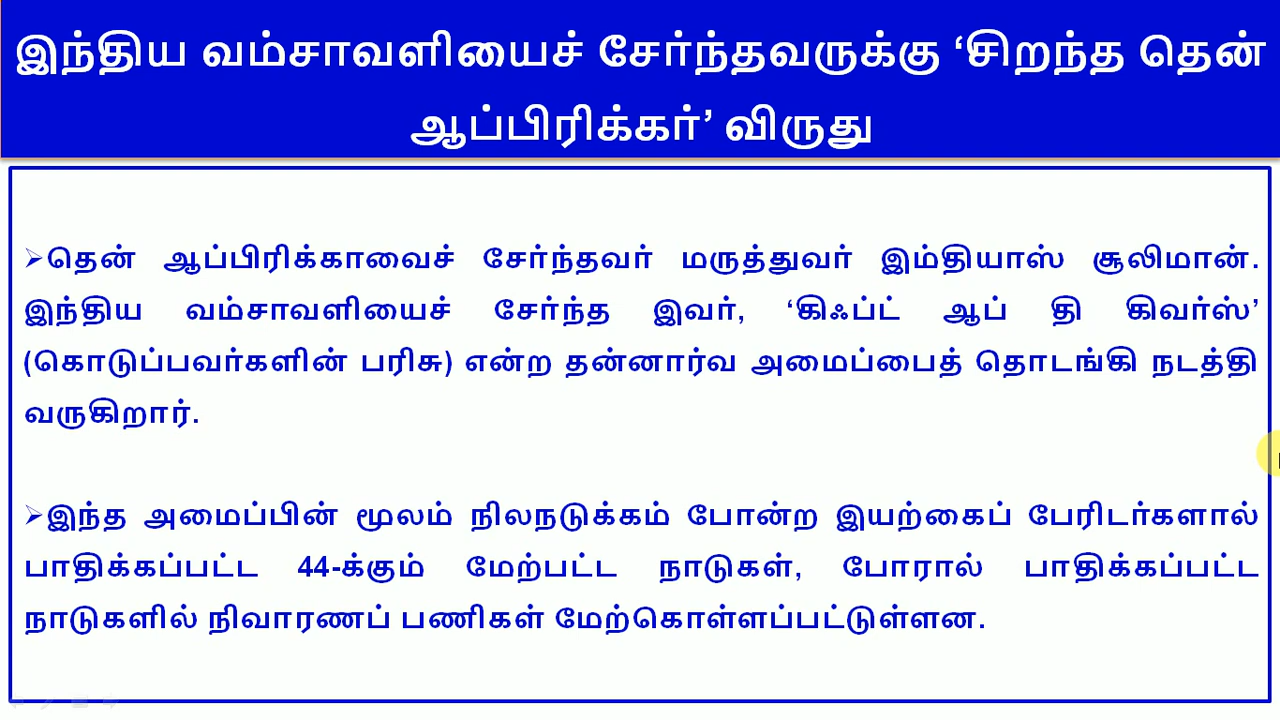 இந்திய வம்சாவளியைச் சேர்ந்தவருக்கு ‘சிறந்த தென்
ஆப்பிரிக்கர்’ விருது
➢தென் ஆப்பிரிக்காவைச் சேர்ந்தவர் மருத்துவர் இம்தியாஸ் சூலிமான்.
இந்திய வம்சாவளியைச் சேர்ந்த இவர், ‘கிஃப்ட் ஆப் தி கிவர்ஸ்’
(கொடுப்பவர்களின் பரிசு) என்ற தன்னார்வ அமைப்பைத் தொடங்கி நடத்தி
வருகிறார்.
➢இந்த அமைப்பின் மூலம் நிலநடுக்கம் போன்ற இயற்கைப் பேரிடர்களால்
பாதிக்கப்பட்ட 44-க்கும் மேற்பட்ட நாடுகள், போரால் பாதிக்கப்பட்ட
நாடுகளில் நிவாரணப் பணிகள் மேற்கொள்ளப்பட்டுள்ளன.